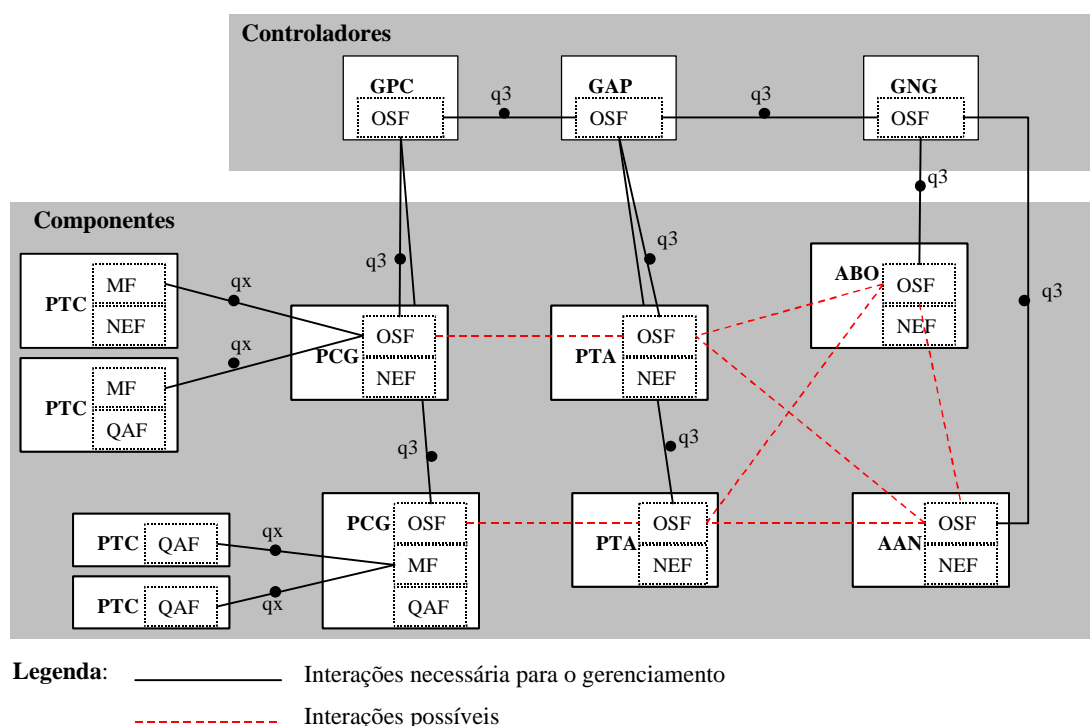 Controladores
GPC
OSF
q3
GAP
OSF
q3
GNG
OSF
q3
q3
Componentes
PTC
MF
NEF
qx
PTC
MF
QAF
qx
q3
PCG
OSF
NEF
q3
PTA
OSF
NEF
ABO
OSF
NEF
q3
q3
PTC
QAF
qx
PTC
QAF
qx
PCG
OSF
MF
QAF
PTA
OSF
NEF
AAN
OSF
NEF
Legenda:
Interações necessária para o gerenciamento
Interações possíveis